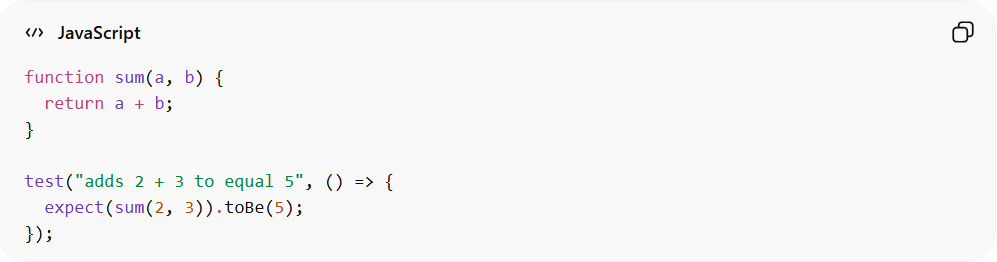 </> JavaScript
function sum(a, b) {
  return a + b;
}

test("adds 2 + 3 to equal 5", () => {
  expect(sum(2, 3)).toBe(5);
});